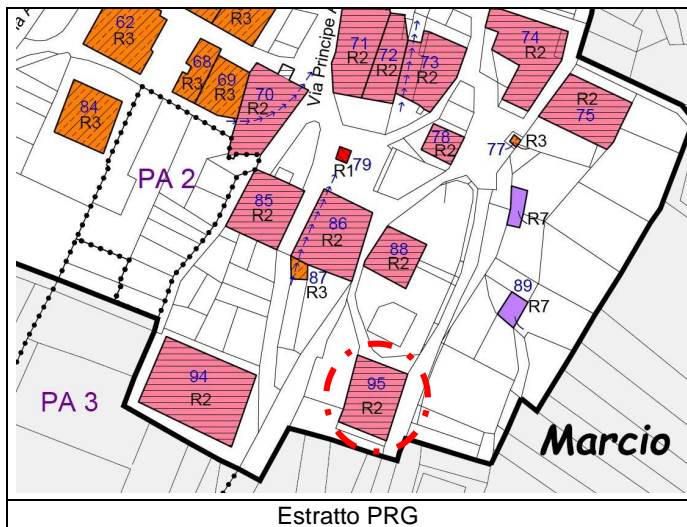 62
R3
R3
71
R2
72
R2
73
R2
74
R2
Via Principe
68
R3
69
R3
70
R2
84
R3
R2
75
78
R2
77
R3
79
R1
PA 2
85
R2
86
R2
88
R2
87
R3
R7
89
R7
94
R2
95
R2
PA 3
Marcio
Estratto PRG